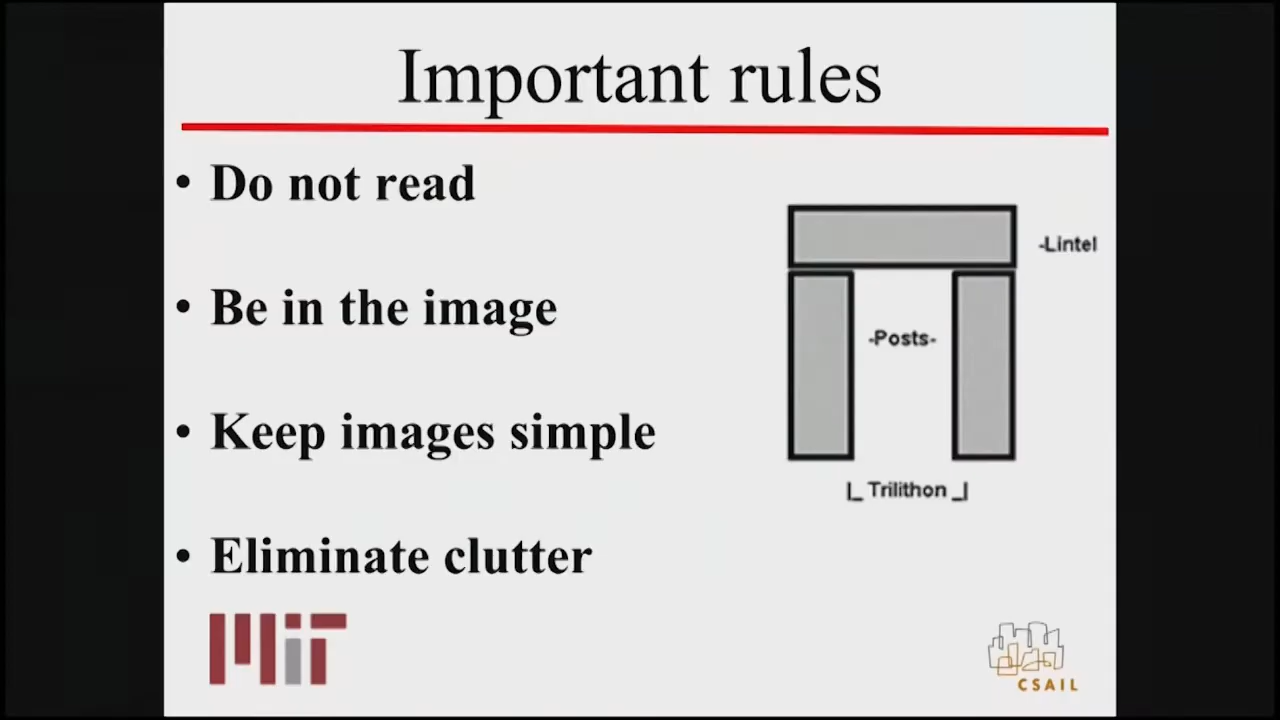 Important rules
• Do not read
• Be in the image
• Keep images simple
• Eliminate clutter
-Lintel
-Posts-
|_ Trilithon _|
MIT
CSAIL